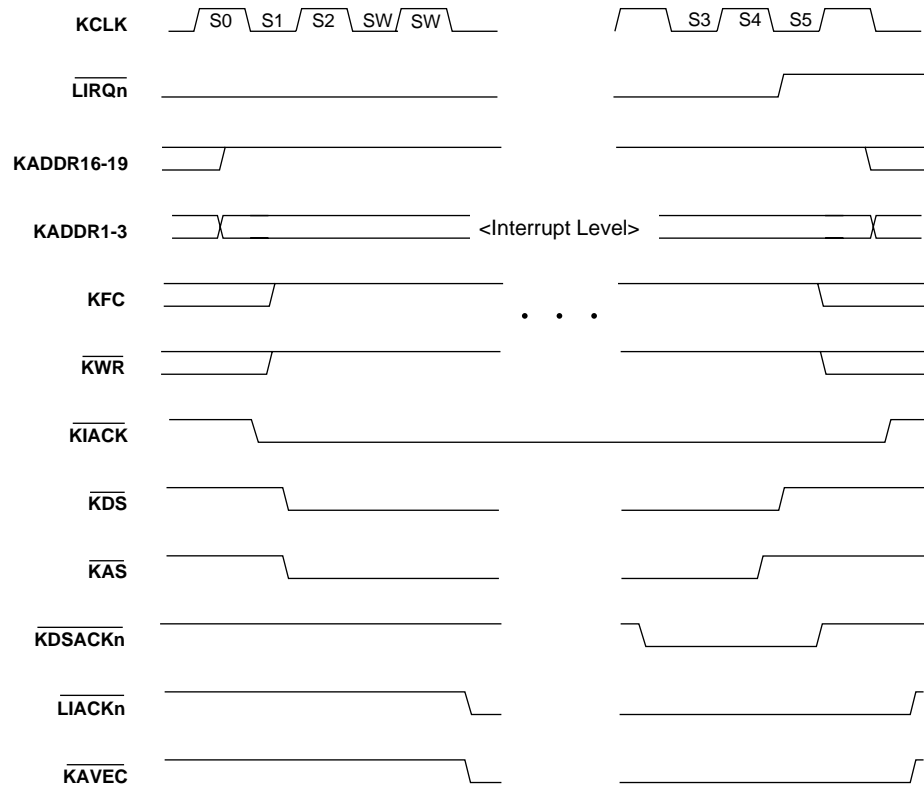 KCLK S0 S1 S2 SW SW S3 S4 S5
LIRQn
KADDR16-19
KADDR1-3 <Interrupt Level>
KFC
. . .
KWR
KIACK
KDS
KAS
KDSACKn
LIACKn
KAVEC